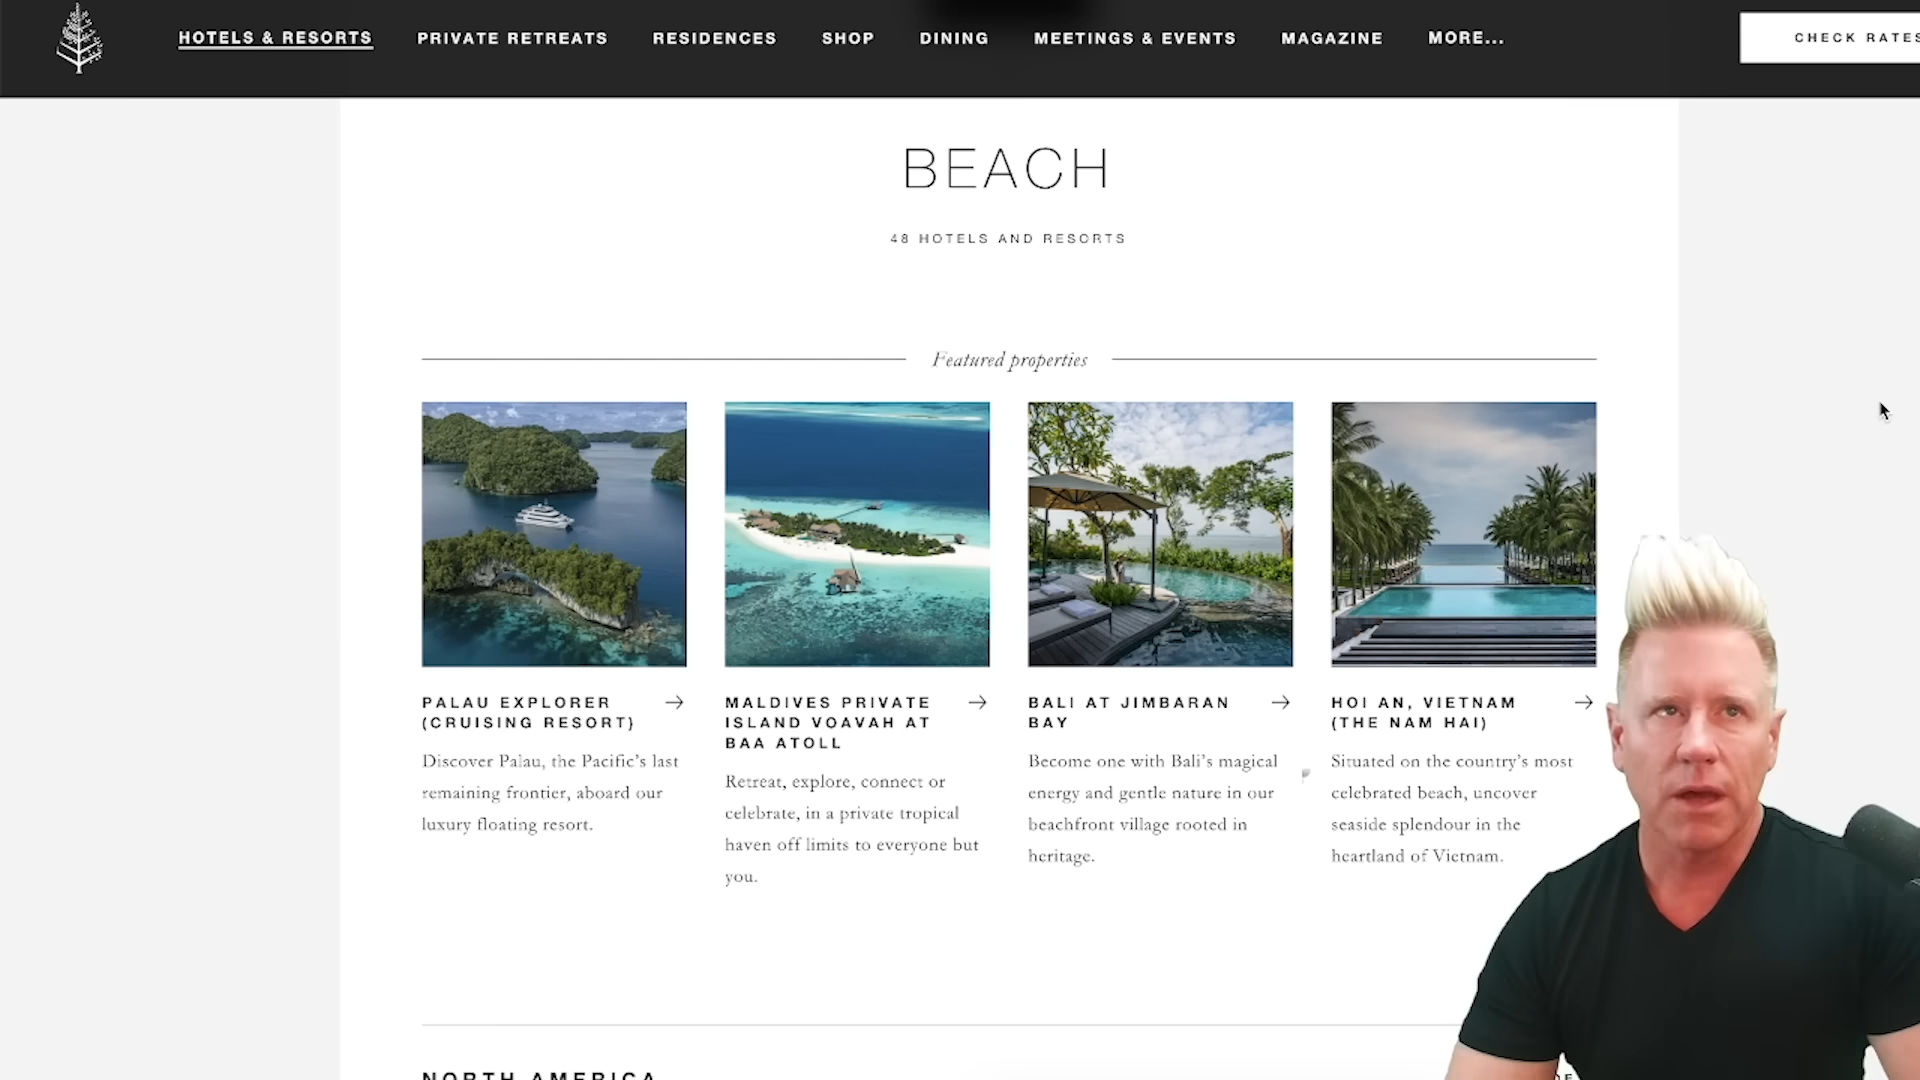 HOTELS & RESORTS PRIVATE RETREATS RESIDENCES SHOP DINING MEETINGS & EVENTS MAGAZINE MORE... CHECK RATES
BEACH
48 HOTELS AND RESORTS
Featured properties
PALAU EXPLORER
(CRUISING RESORT)
Discover Palau, the Pacific's last
remaining frontier, aboard our
luxury floating resort.
MALDIVES PRIVATE
ISLAND VOAVAH AT
BAA ATOLL
Retreat, explore, connect or
celebrate, in a private tropical
haven off limits to everyone but
you.
BALI AT JIMBARAN
BAY
Become one with Bali's magical
energy and gentle nature in our
beachfront village rooted in
heritage.
HOI AN, VIETNAM
(THE NAM HAI)
Situated on the country's most
celebrated beach, uncover
seaside splendour in the
heartland of Vietnam.
NORTH AMERICA